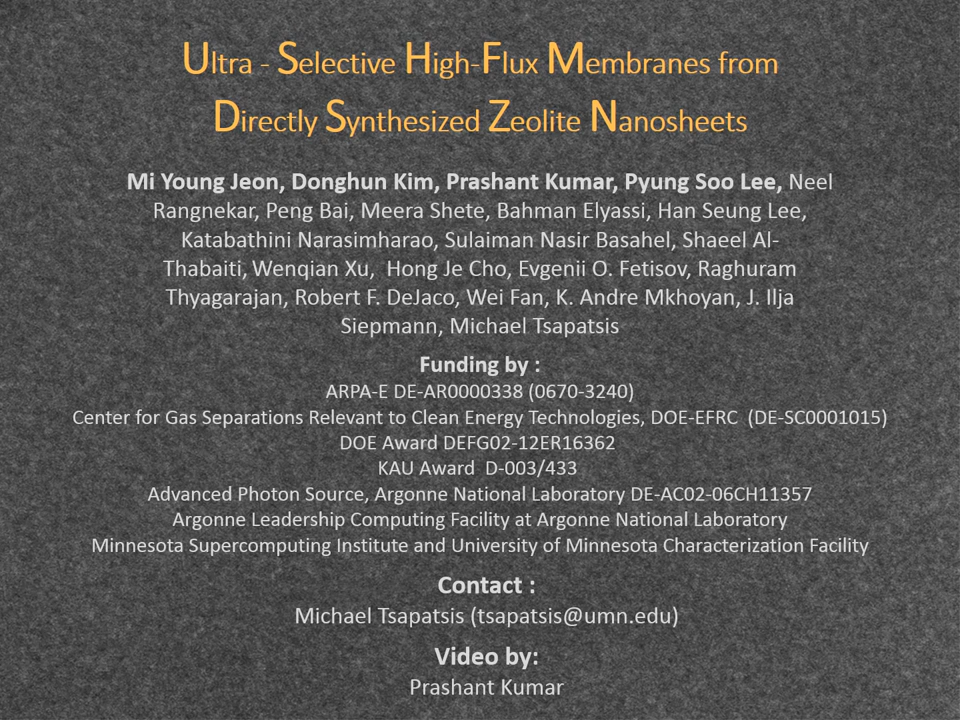 Ultra - Selective High-Flux Membranes from
Directly Synthesized Zeolite Nanosheets
Mi Young Jeon, Donghun Kim, Prashant Kumar, Pyung Soo Lee, Neel
Rangnekar, Peng Bai, Meera Shete, Bahman Elyassi, Han Seung Lee,
Katabathini Narasimharao, Sulaiman Nasir Basahel, Shaeel Al-
Thabaiti, Wenqian Xu, Hong Je Cho, Evgenii O. Fetisov, Raghuram
Thyagarajan, Robert F. DeJaco, Wei Fan, K. Andre Mkhoyan, J. Ilja
Siepmann, Michael Tsapatsis
Funding by :
ARPA-E DE-AR0000338 (0670-3240)
Center for Gas Separations Relevant to Clean Energy Technologies, DOE-EFRC (DE-SC0001015)
DOE Award DEFG02-12ER16362
KAU Award D-003/433
Advanced Photon Source, Argonne National Laboratory DE-AC02-06CH11357
Argonne Leadership Computing Facility at Argonne National Laboratory
Minnesota Supercomputing Institute and University of Minnesota Characterization Facility
Contact :
Michael Tsapatsis (tsapatsis@umn.edu)
Video by:
Prashant Kumar